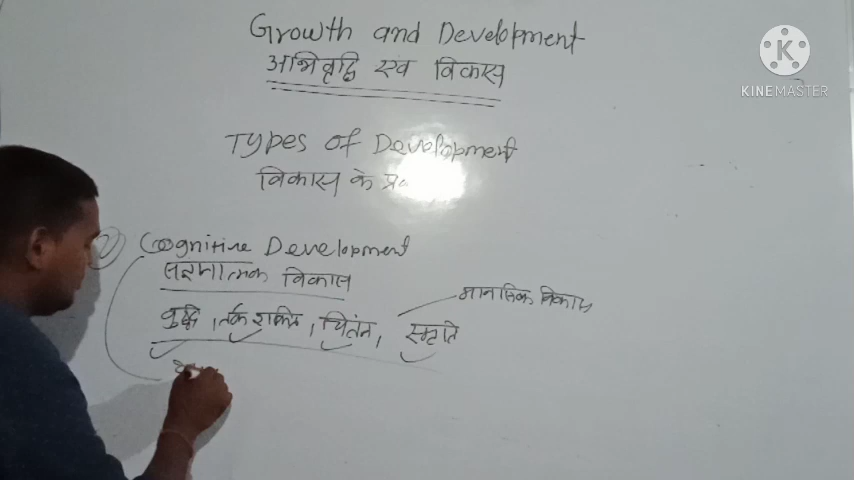 Growth and Development
अभिवृद्धि एवं विकास
KINEMASTER
Types of Development
विकास के
Cognitive Development
संज्ञानात्मक विकास
मानसिक विकास
बुद्धि, तर्क शक्ति, चिंतन, स्मृति